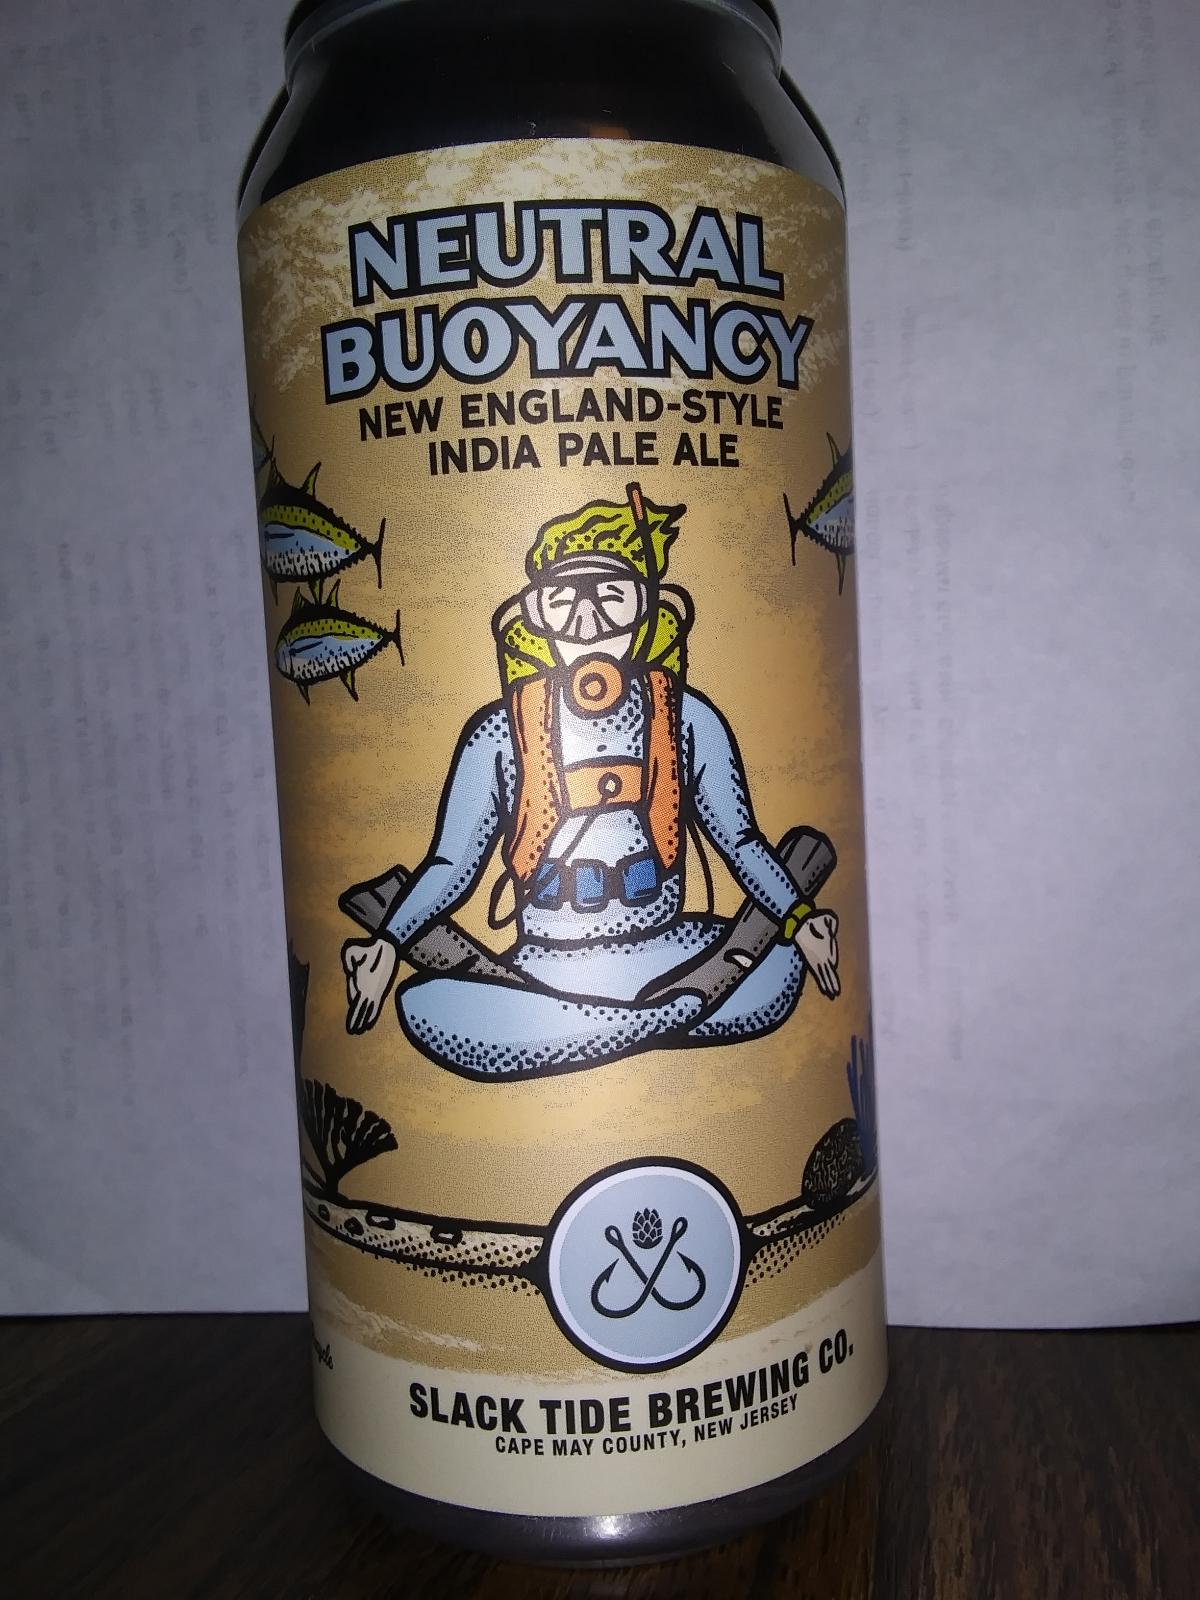 NEUTRAL
BUOYANCY
NEW ENGLAND-STYLE
INDIA PALE ALE
SLACK TIDE BREWING CO.
CAPE MAY COUNTY, NEW JERSEY